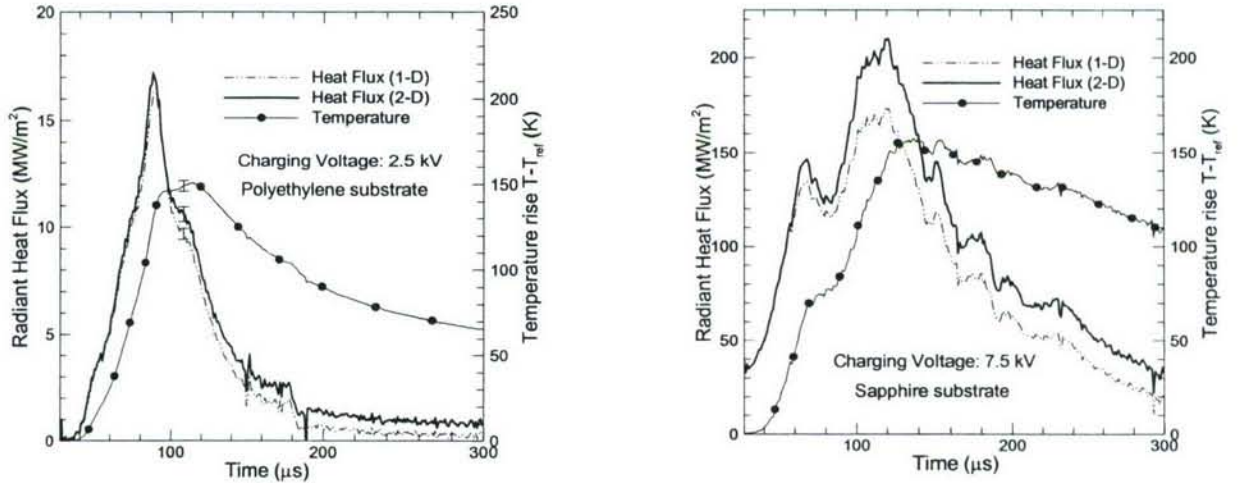 20
15
10
5
0
Radiant Heat Flux (MW/m²)
250
200
150
100
50
0
Temperature rise T-T_ref (K)
Heat Flux (1-D)
Heat Flux (2-D)
Temperature
Charging Voltage: 2.5 kV
Polyethylene substrate
100
200
300
Time (μs)
200
150
100
50
0
Radiant Heat Flux (MW/m²)
200
150
100
50
0
Temperature rise T-T_ref (K)
Heat Flux (1-D)
Heat Flux (2-D)
Temperature
Charging Voltage: 7.5 kV
Sapphire substrate
100
200
300
Time (μs)